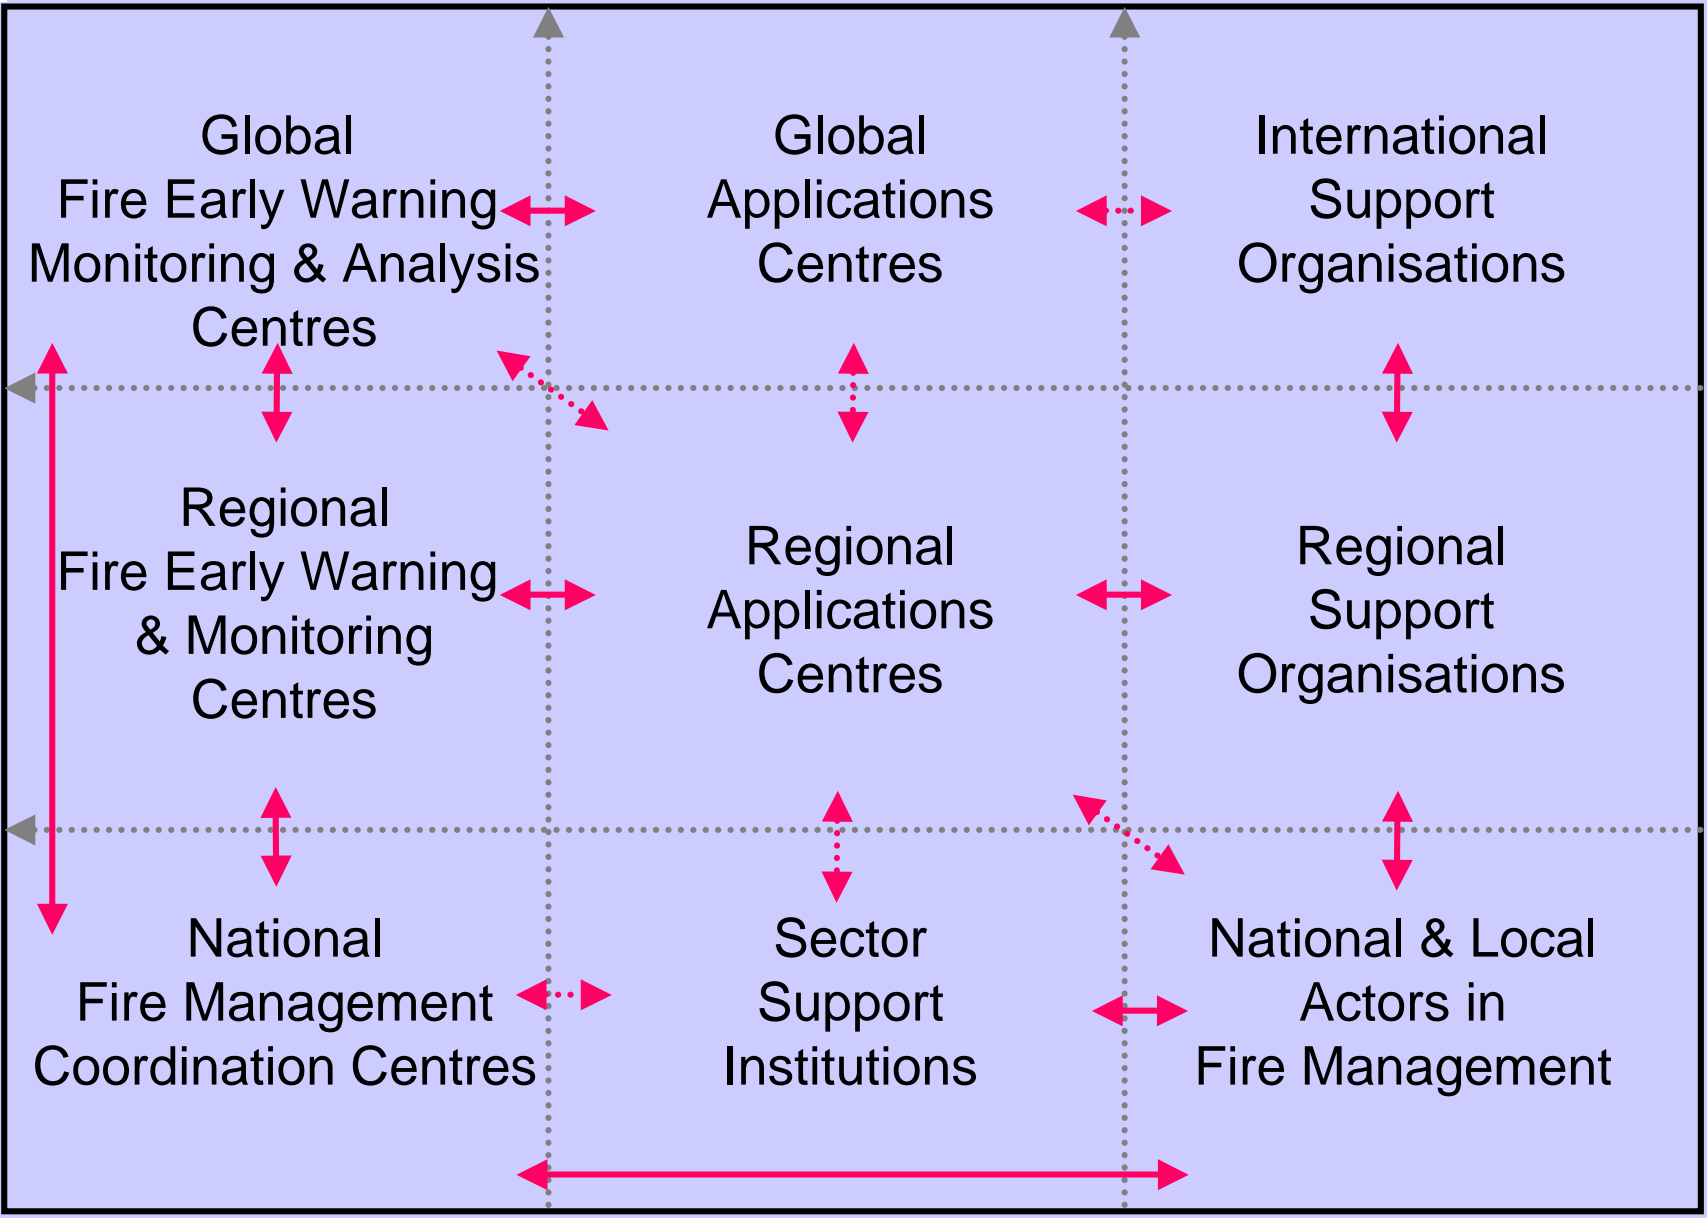 Global
Fire Early Warning
Monitoring & Analysis
Centres
Global
Applications
Centres
International
Support
Organisations
Regional
Fire Early Warning
& Monitoring
Centres
Regional
Applications
Centres
Regional
Support
Organisations
National
Fire Management
Coordination Centres
Sector
Support
Institutions
National & Local
Actors in
Fire Management